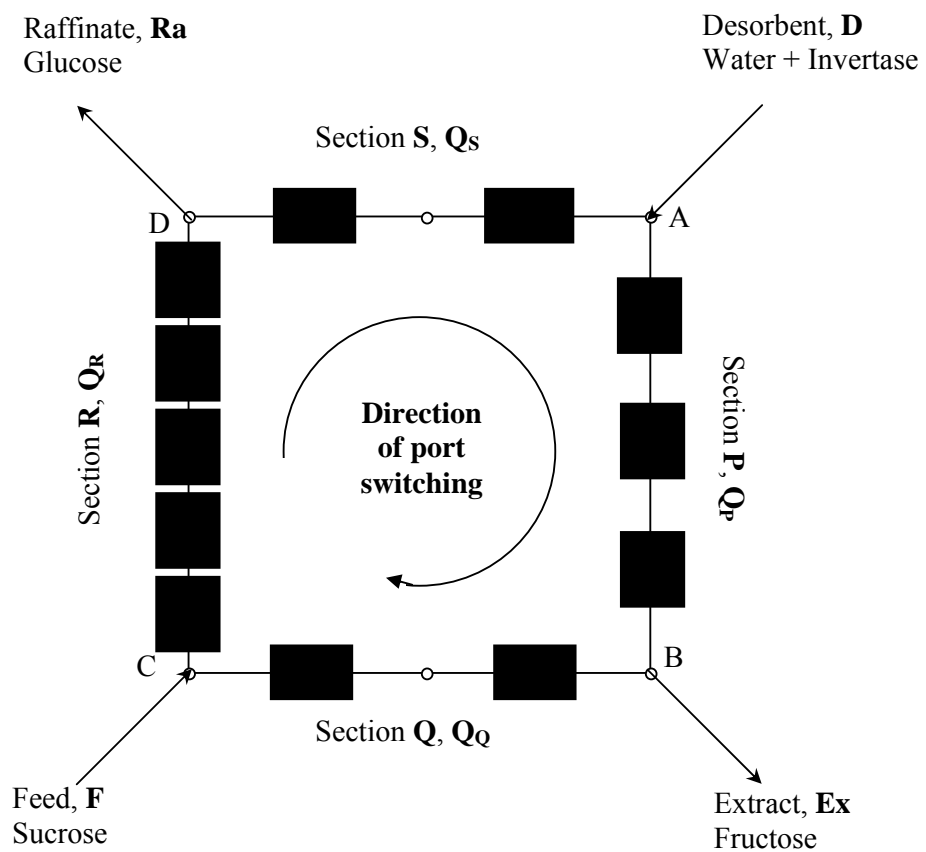 Raffinate, Ra
Glucose
Desorbent, D
Water + Invertase
Section S, QS
D
A
Section R, QR
Direction
of port
switching
Section P, QP
C
B
Section Q, QQ
Feed, F
Sucrose
Extract, Ex
Fructose